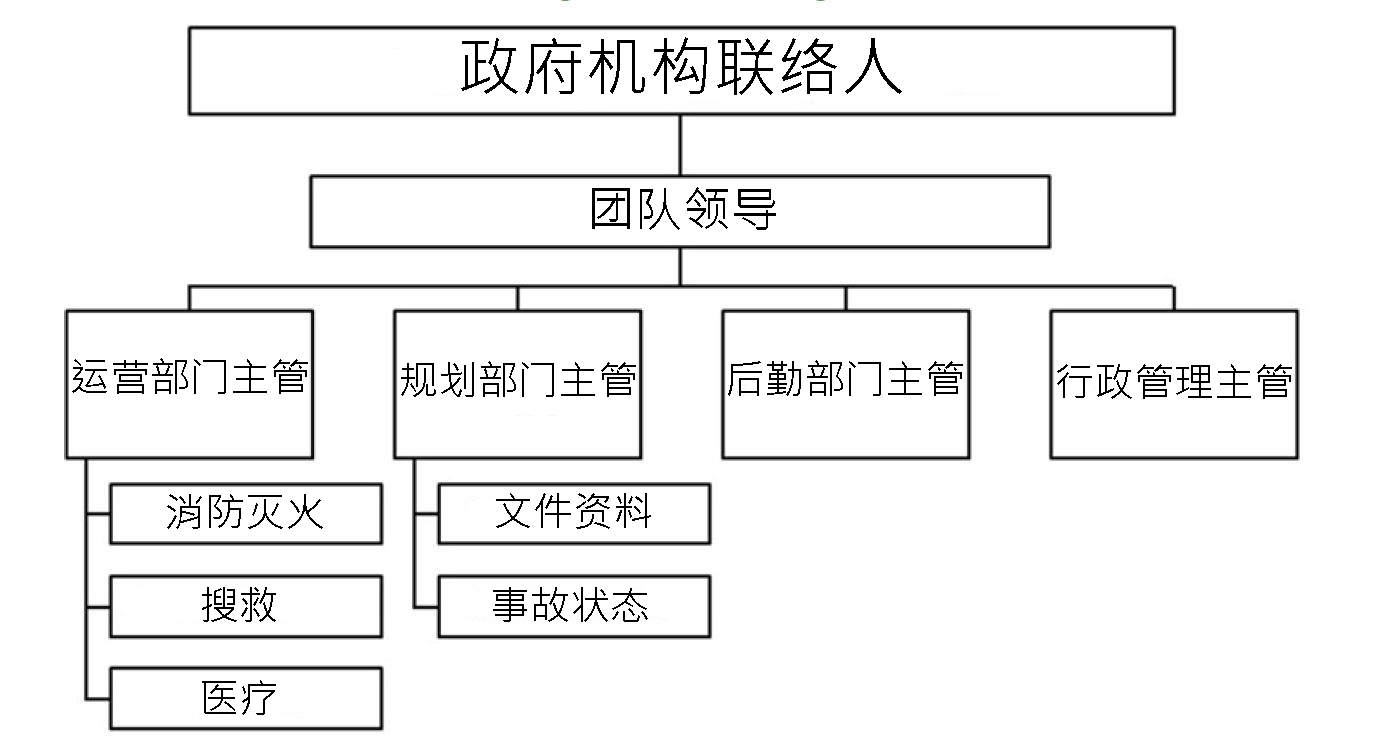 政府机构联络人
团队领导
运营部门主管
规划部门主管
后勤部门主管
行政管理主管
消防灭火
搜救
医疗
文件资料
事故状态